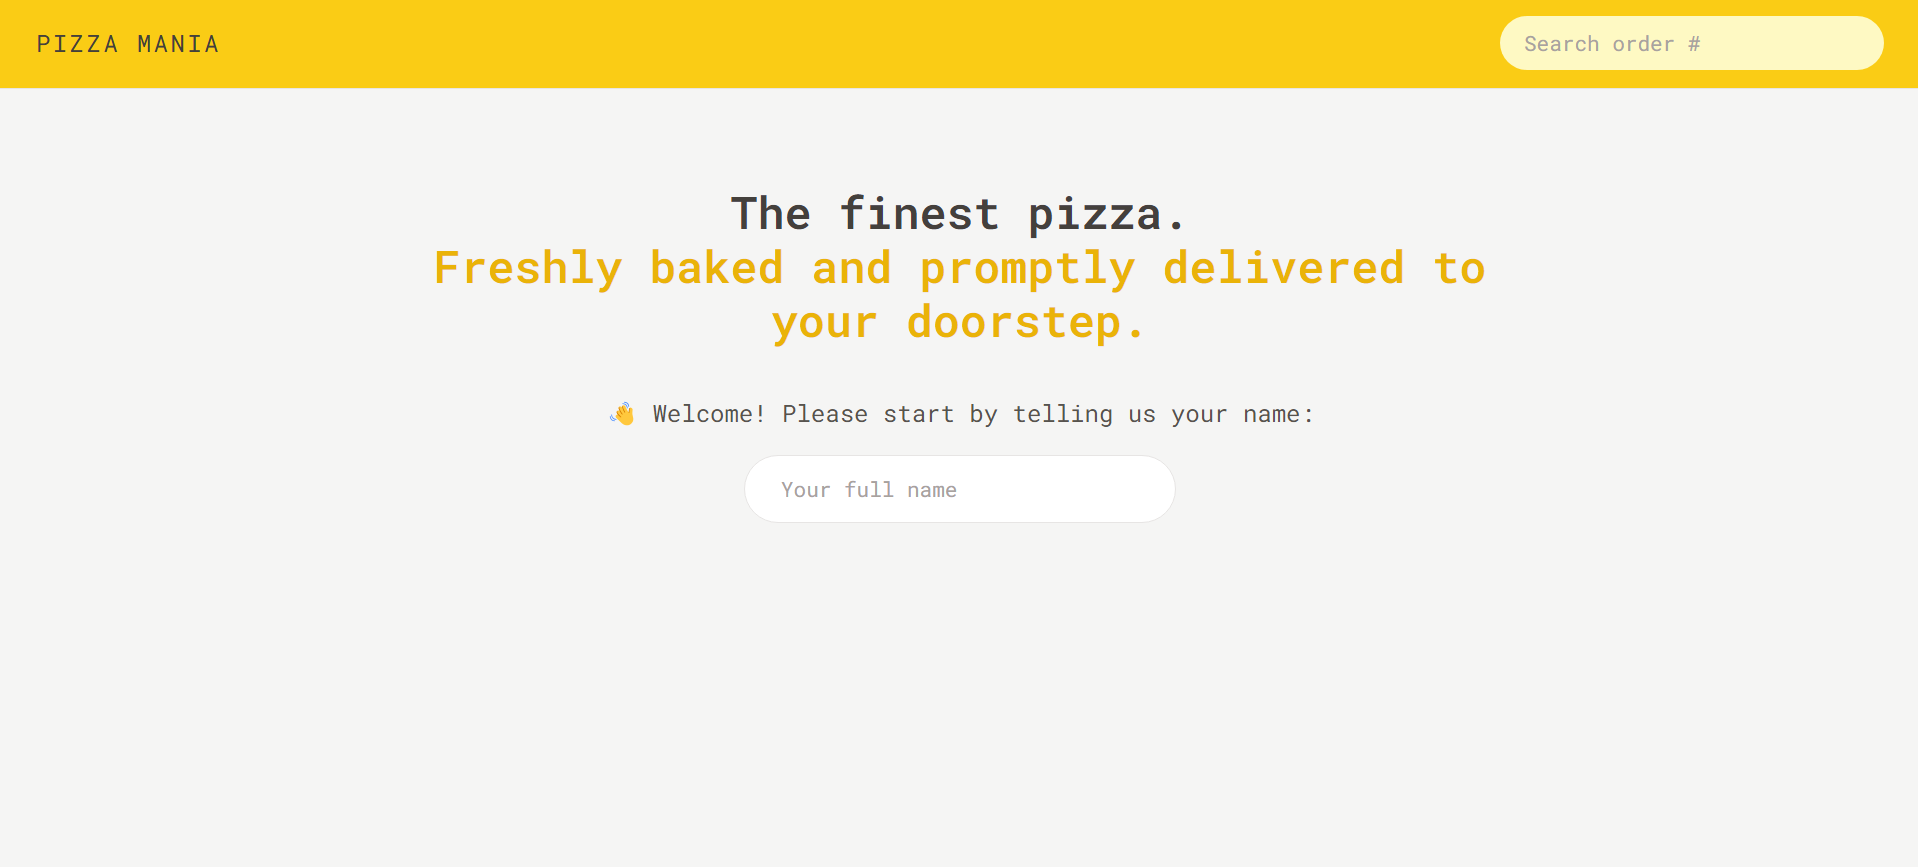 PIZZA MANIA
Search order #
The finest pizza.
Freshly baked and promptly delivered to
your doorstep.
👋 Welcome! Please start by telling us your name:
Your full name